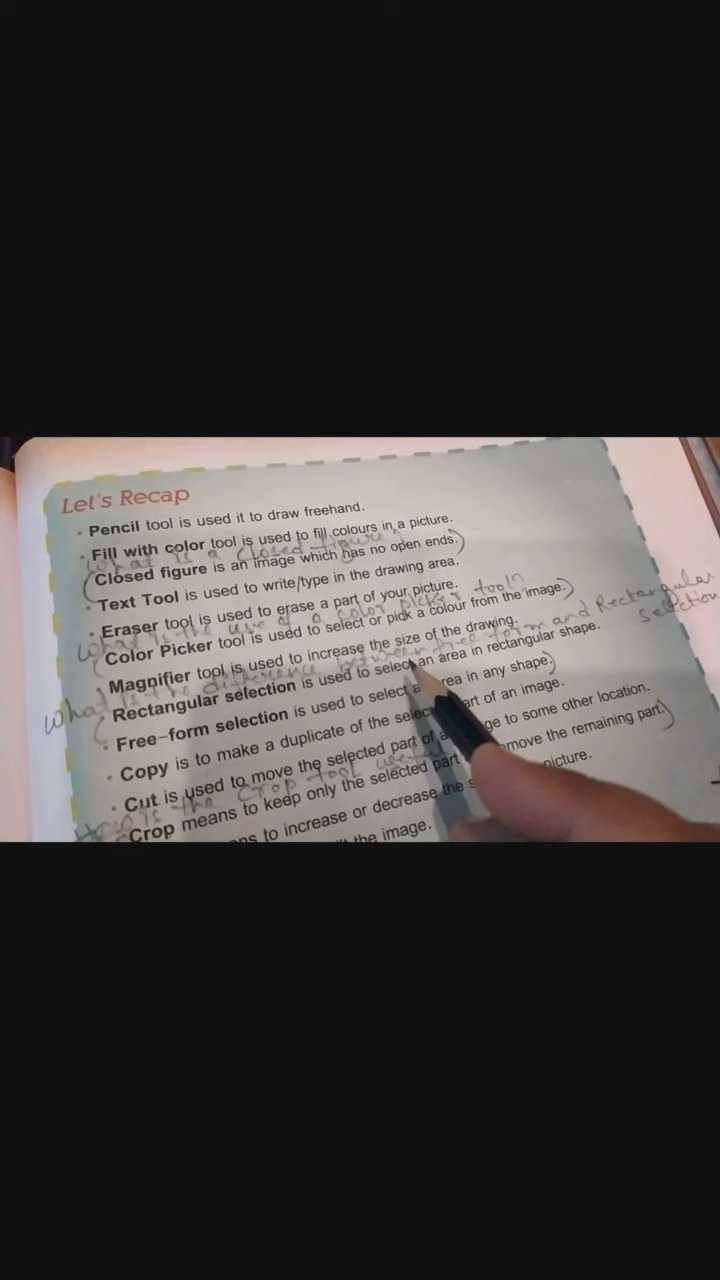 Let's Recap
• Pencil tool is used it to draw freehand.
• Fill with color tool is used to fill colours in a picture.
What is a closed figure?
(Closed figure is an image which has no open ends.)
• Text Tool is used to write/type in the drawing area.
• Eraser tool is used to erase a part of your picture.
What is the use of a color picker tool?
(Color Picker tool is used to select or pick a colour from the image.)
• Magnifier tool is used to increase the size of the drawing.
What is the difference between free form and Rectangular selection
(Rectangular selection is used to select an area in rectangular shape.
• Free-form selection is used to select a rea in any shape.)
• Copy is to make a duplicate of the selec art of an image.
• Cut is used to move the selected part of a ge to some other location.
How is the crop tool
Crop means to keep only the selected part move the remaining part.)
ns to increase or decrease the s picture.
the image.